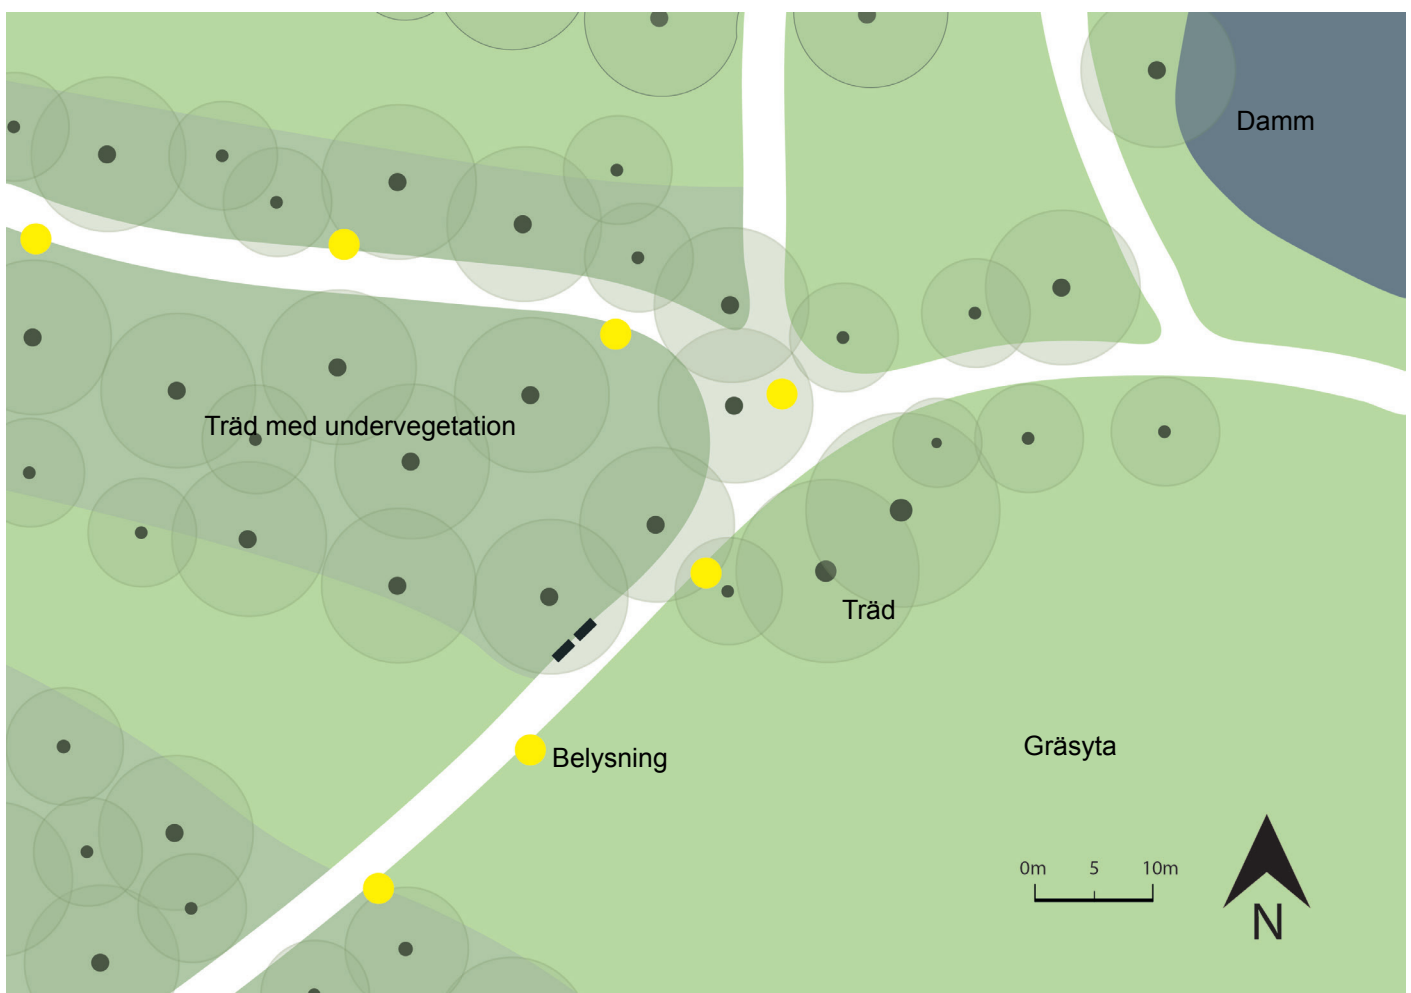 Damm
Träd med undervegetation
Träd
Belysning
Gräsyta
0m 5 10m
N